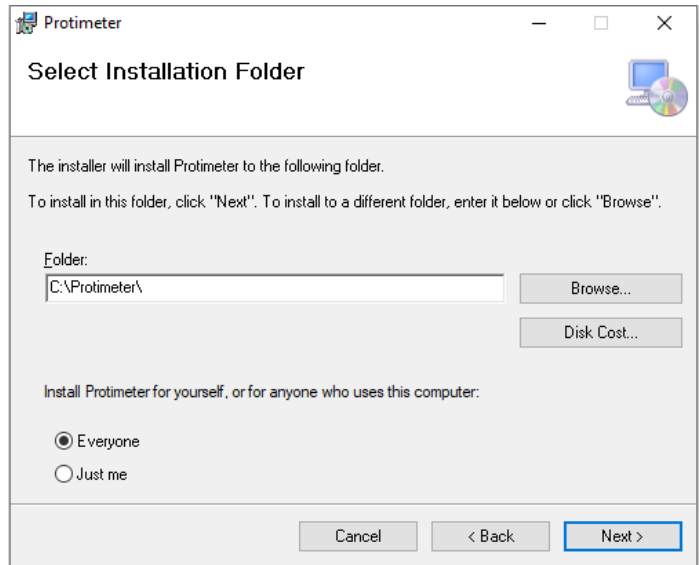 Protimeter
Select Installation Folder
The installer will install Protimeter to the following folder.
To install in this folder, click "Next". To install to a different folder, enter it below or click "Browse".
Folder:
C:\Protimeter\
Browse...
Disk Cost...
Install Protimeter for yourself, or for anyone who uses this computer:
Everyone
Just me
Cancel
< Back
Next >